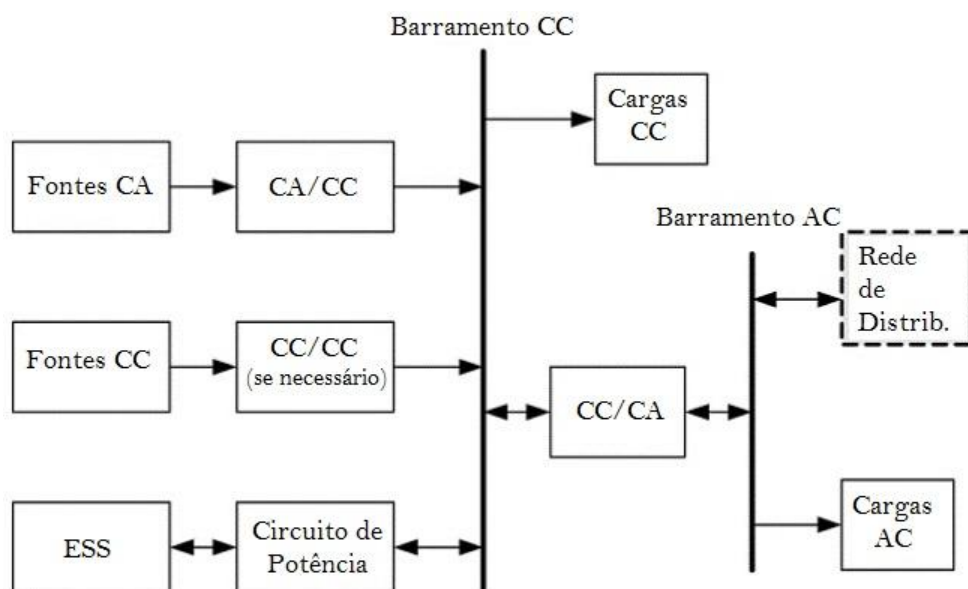 Barramento CC
Cargas
CC
Fontes CA
CA/CC
Barramento AC
Rede
de
Distrib.
Fontes CC
CC/CC
(se necessário)
CC/CA
ESS
Circuito de
Potência
Cargas
AC